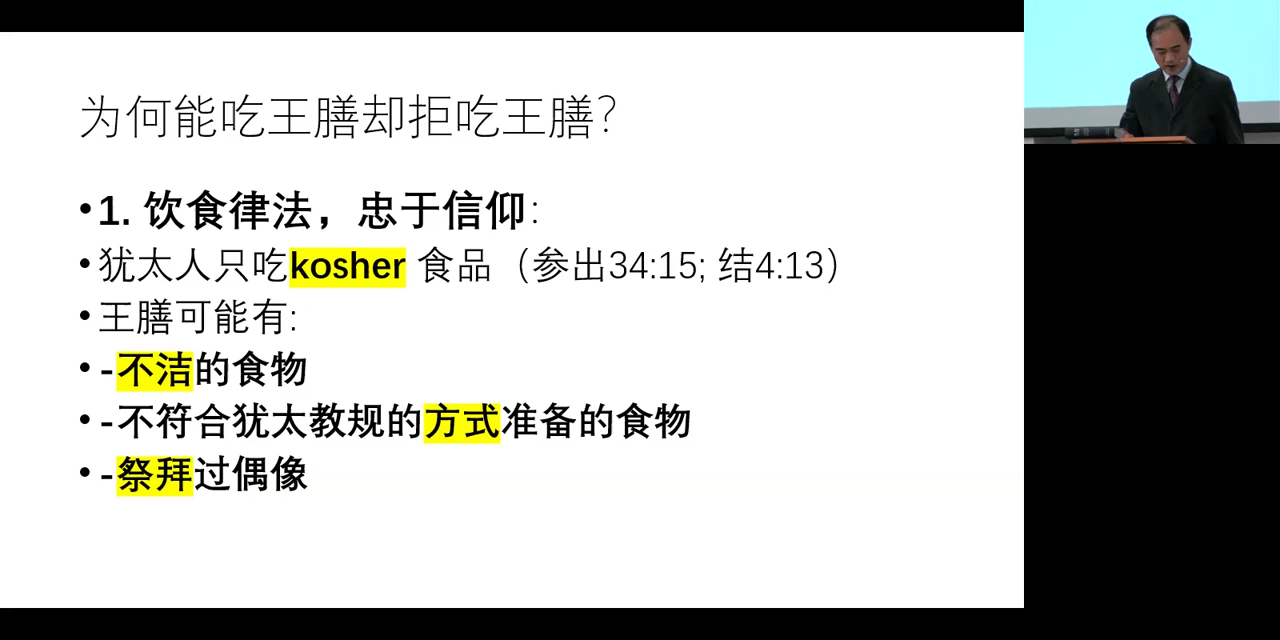 为何能吃王膳却拒吃王膳?
•1. 饮食律法，忠于信仰:
•犹太人只吃kosher 食品（参出34:15; 结4:13）
•王膳可能有:
•-不洁的食物
•-不符合犹太教规的方式准备的食物
•-祭拜过偶像